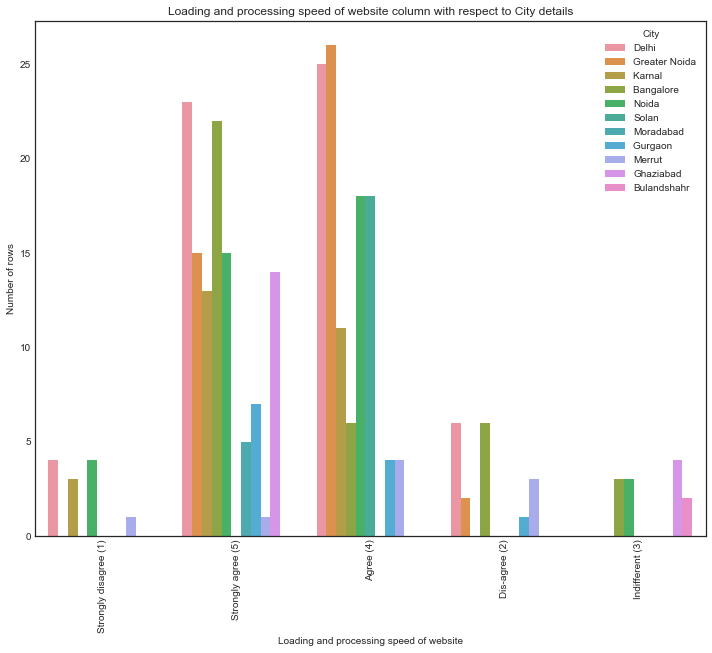 Loading and processing speed of website column with respect to City details
City
Delhi
Greater Noida
Karnal
Bangalore
Noida
Solan
Moradabad
Gurgaon
Merrut
Ghaziabad
Bulandshahr
25
20
15
10
5
0
Number of rows
Strongly disagree (1)
Strongly agree (5)
Agree (4)
Dis-agree (2)
Indifferent (3)
Loading and processing speed of website